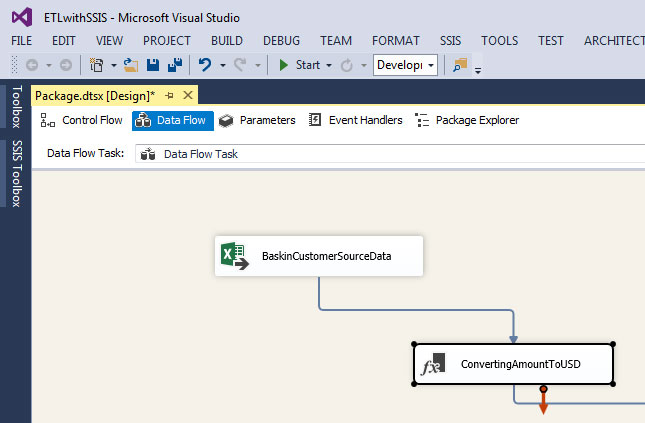 ETLwithSSIS - Microsoft Visual Studio
FILE EDIT VIEW PROJECT BUILD DEBUG TEAM FORMAT SSIS TOOLS TEST ARCHITECT
Start Develop
Package.dtsx [Design]*
Toolbox
SSIS Toolbox
Control Flow Data Flow Parameters Event Handlers Package Explorer
Data Flow Task: Data Flow Task
BaskinCustomerSourceData
fx ConvertingAmountToUSD